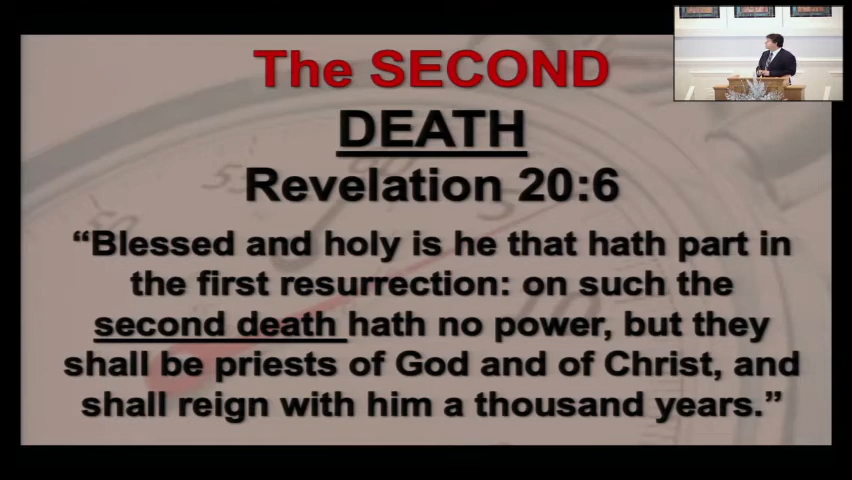 The SECOND
DEATH
Revelation 20:6
“Blessed and holy is he that hath part in
the first resurrection: on such the
second death hath no power, but they
shall be priests of God and of Christ, and
shall reign with him a thousand years.”